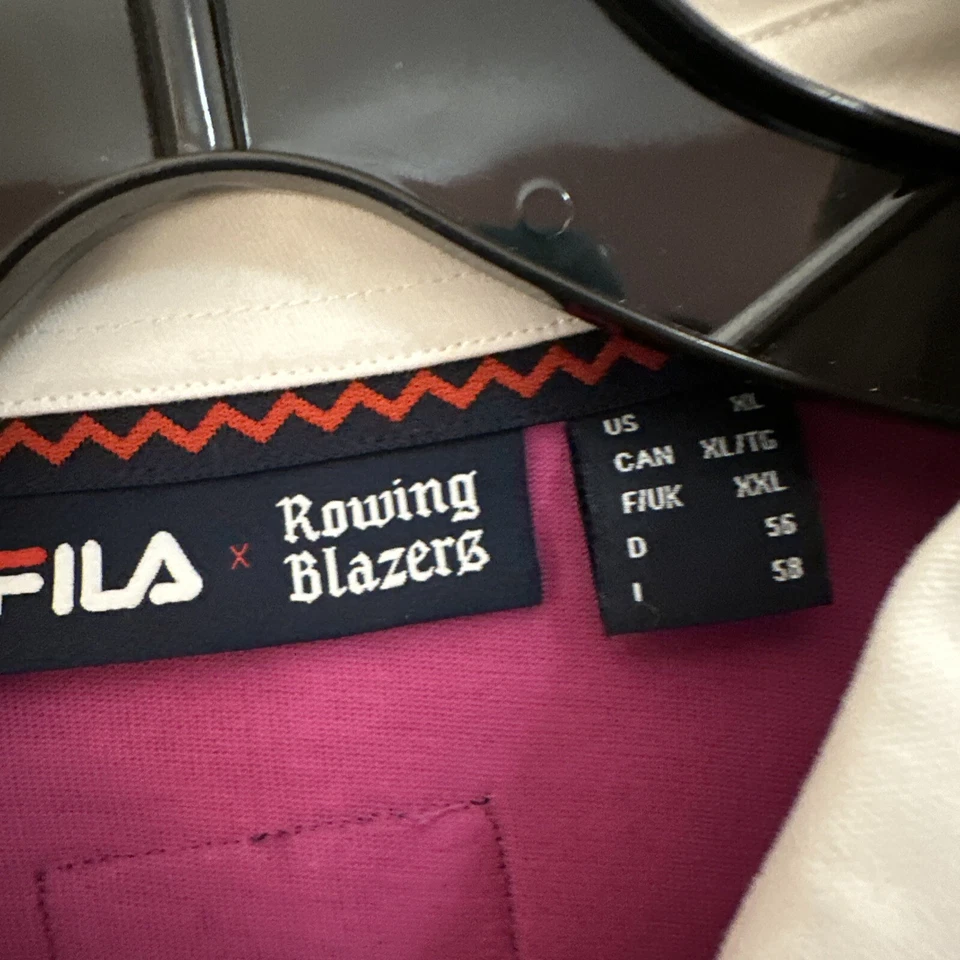 FILA x Rowing
Blazers
US XL
CAN XL/TG
F/UK XXL
D 56
I 58